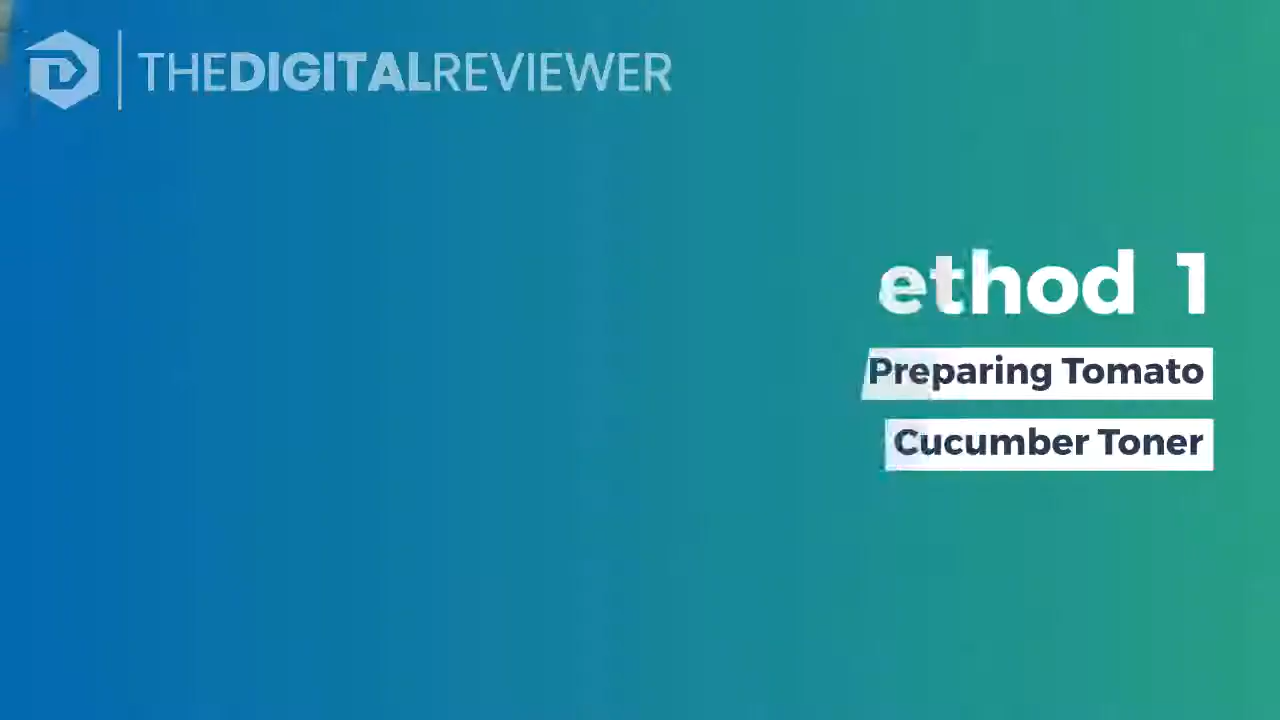 THEDIGITALREVIEWER
ethod 1
Preparing Tomato
Cucumber Toner